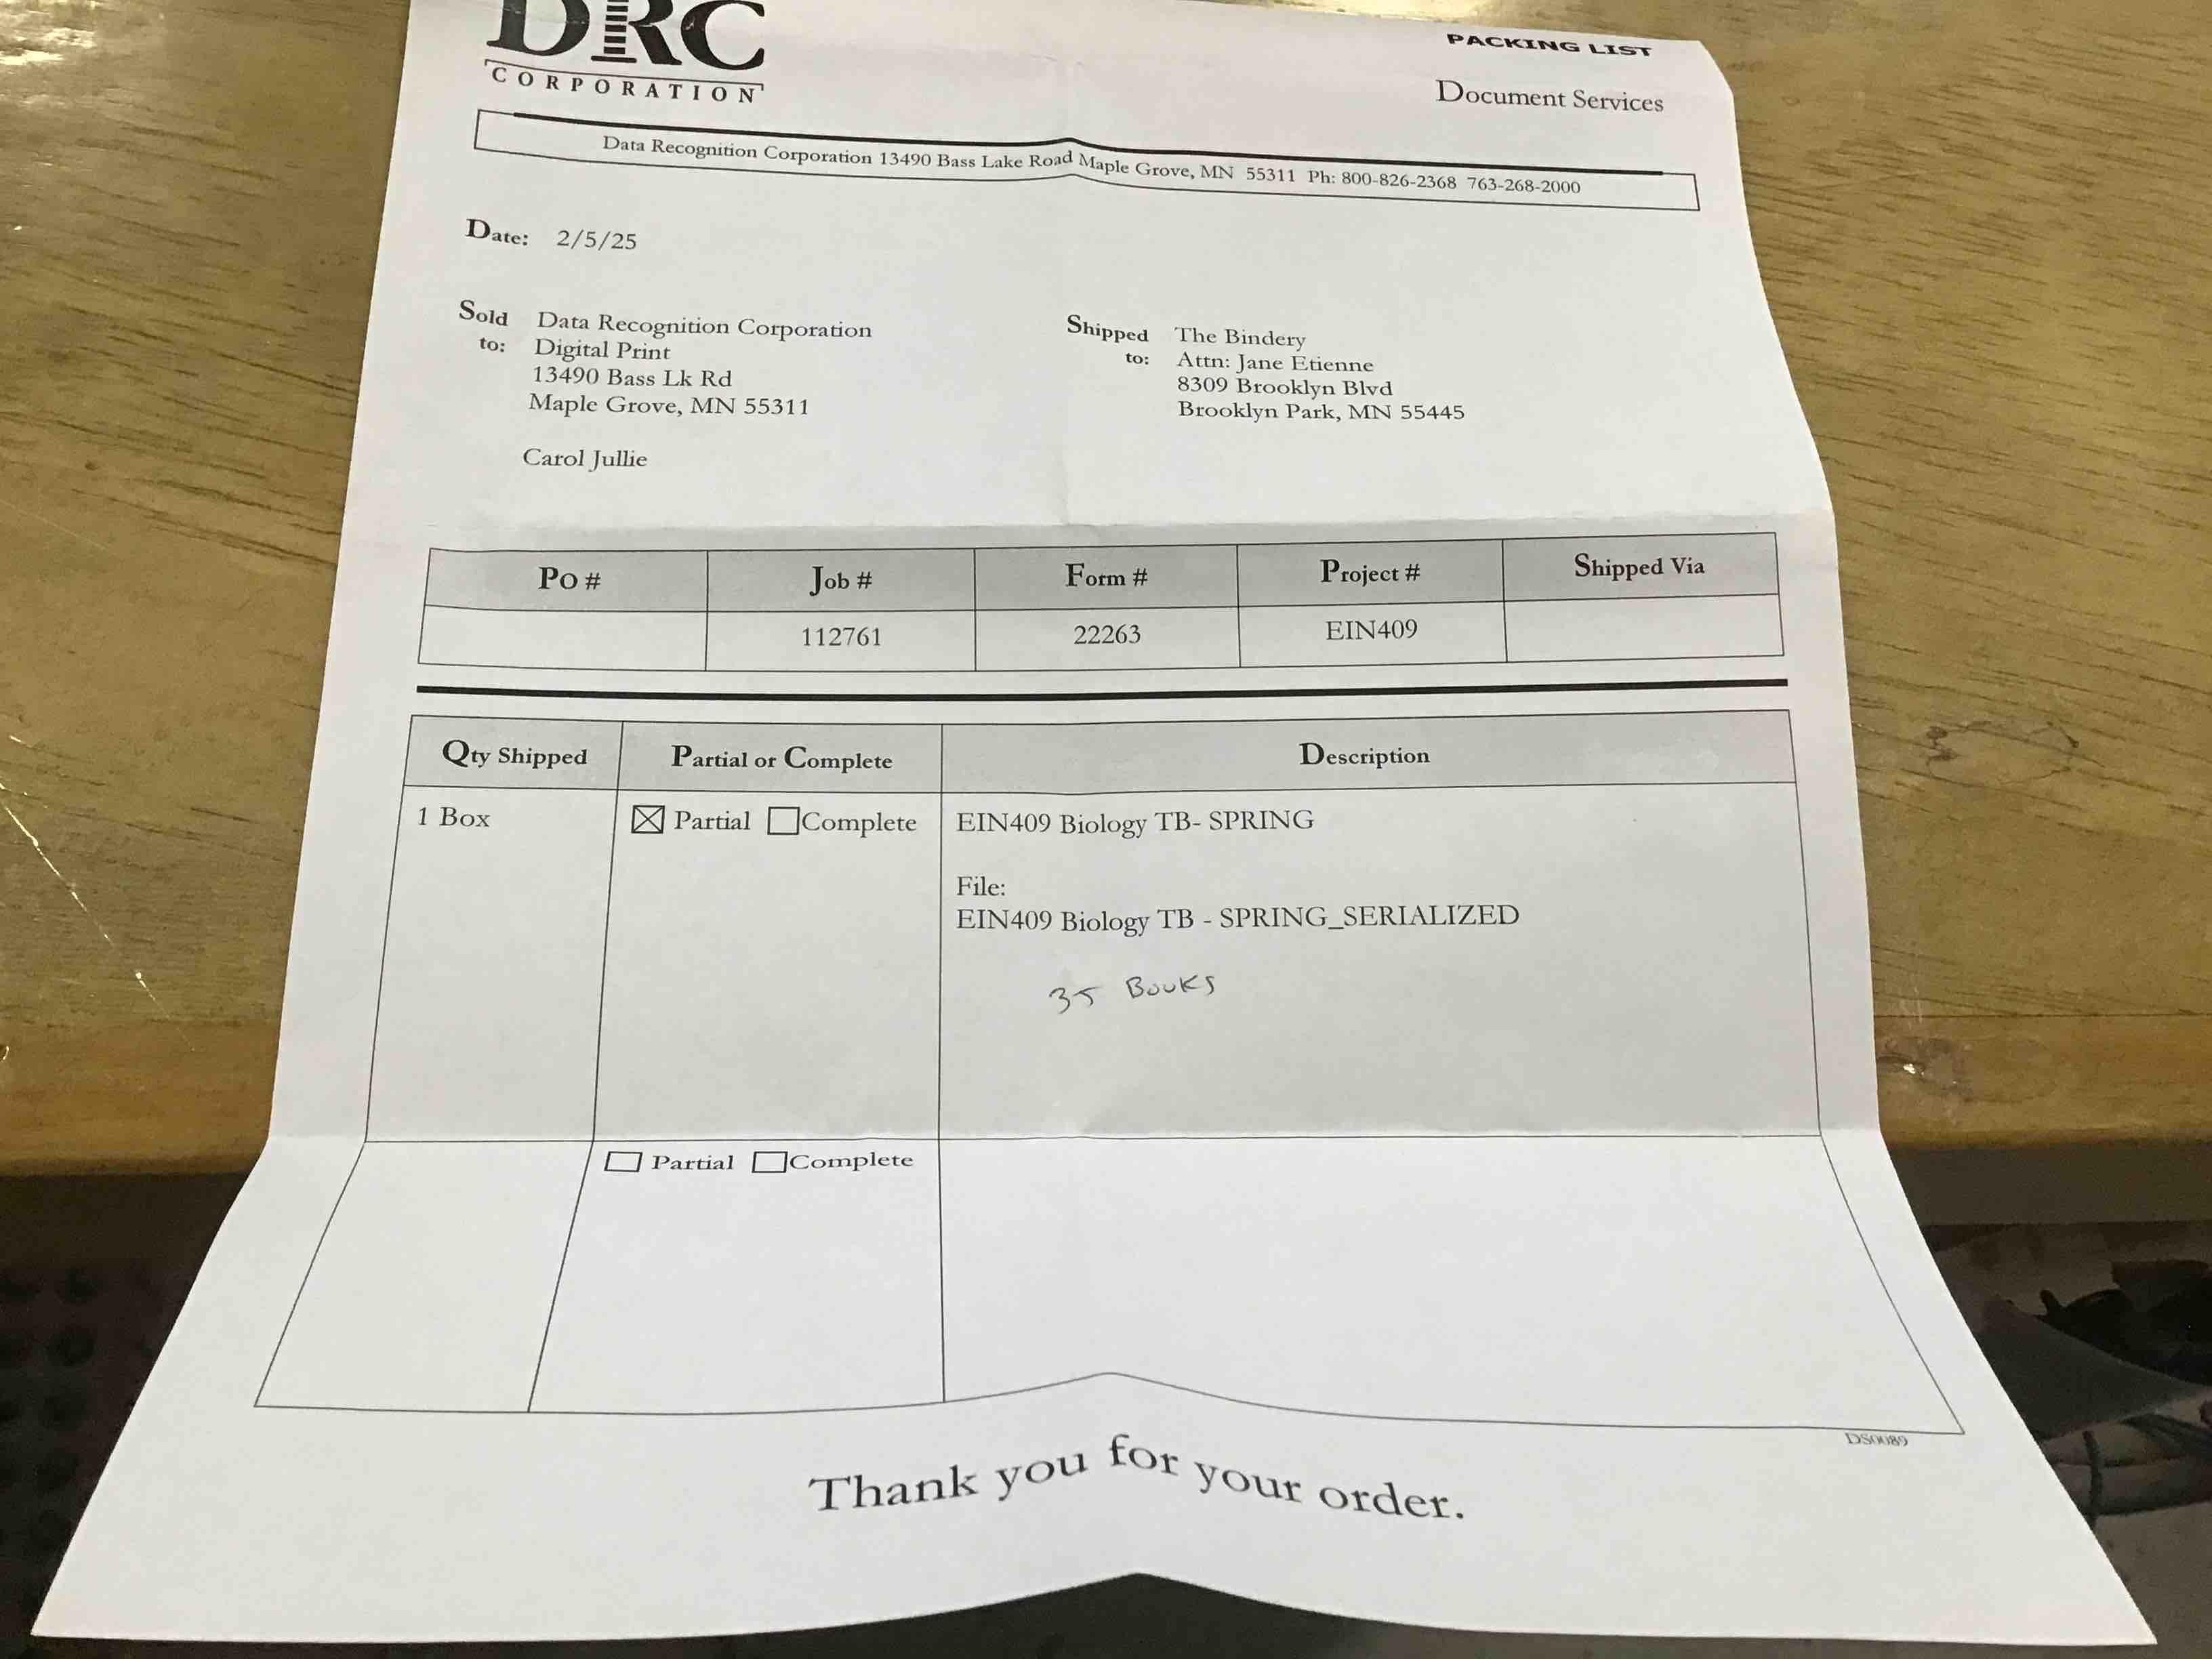 DRC
CORPORATION
PACKING LIST
Document Services
Data Recognition Corporation 13490 Bass Lake Road Maple Grove, MN 55311 Ph: 800-826-2368 763-268-2000
Date: 2/5/25
Sold to:
Data Recognition Corporation
Digital Print
13490 Bass Lk Rd
Maple Grove, MN 55311
Carol Jullie
Shipped to:
The Bindery
Attn: Jane Etienne
8309 Brooklyn Blvd
Brooklyn Park, MN 55445
PO # Job # Form # Project # Shipped Via
112761 22263 EIN409
Qty Shipped Partial or Complete Description
1 Box Partial Complete EIN409 Biology TB- SPRING
File:
EIN409 Biology TB - SPRING_SERIALIZED
35 Books
Partial Complete
DS0089
Thank you for your order.